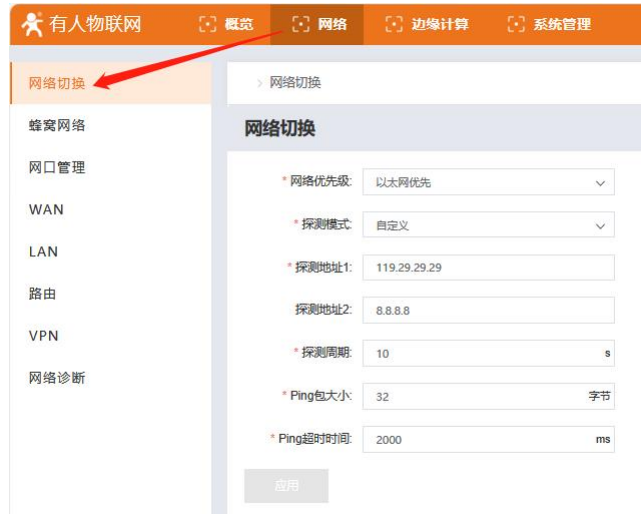 有人物联网 概览 网络 边缘计算 系统管理
网络切换
蜂窝网络
网口管理
WAN
LAN
路由
VPN
网络诊断
> 网络切换
网络切换
* 网络优先级: 以太网优先
* 探测模式: 自定义
* 探测地址1: 119.29.29.29
探测地址2: 8.8.8.8
* 探测周期: 10 s
* Ping包大小: 32 字节
* Ping超时时间: 2000 ms
应用